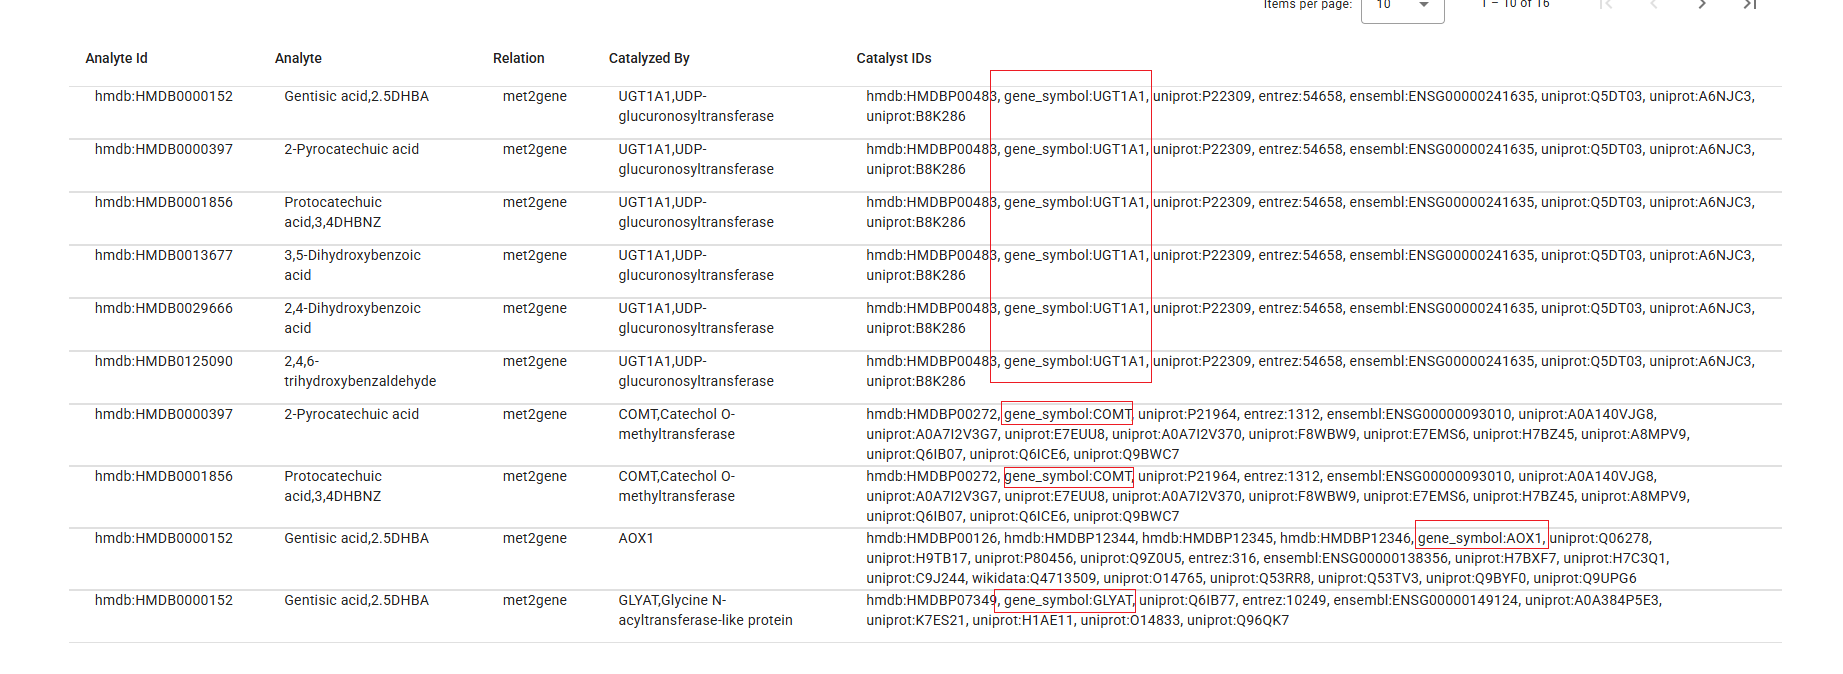 Items per page: 10 1 – 10 of 16
Analyte Id Analyte Relation Catalyzed By Catalyst IDs
hmdb:HMDB0000152 Gentisic acid,2.5DHBA met2gene UGT1A1,UDP- hmdb:HMDBP00483, gene_symbol:UGT1A1, uniprot:P22309, entrez:54658, ensembl:ENSG00000241635, uniprot:Q5DT03, uniprot:A6NJC3,
glucuronosyltransferase uniprot:B8K286
hmdb:HMDB0000397 2-Pyrocatechuic acid met2gene UGT1A1,UDP- hmdb:HMDBP00483, gene_symbol:UGT1A1, uniprot:P22309, entrez:54658, ensembl:ENSG00000241635, uniprot:Q5DT03, uniprot:A6NJC3,
glucuronosyltransferase uniprot:B8K286
hmdb:HMDB0001856 Protocatechuic met2gene UGT1A1,UDP- hmdb:HMDBP00483, gene_symbol:UGT1A1, uniprot:P22309, entrez:54658, ensembl:ENSG00000241635, uniprot:Q5DT03, uniprot:A6NJC3,
acid,3,4DHBNZ glucuronosyltransferase uniprot:B8K286
hmdb:HMDB0013677 3,5-Dihydroxybenzoic met2gene UGT1A1,UDP- hmdb:HMDBP00483, gene_symbol:UGT1A1, uniprot:P22309, entrez:54658, ensembl:ENSG00000241635, uniprot:Q5DT03, uniprot:A6NJC3,
acid glucuronosyltransferase uniprot:B8K286
hmdb:HMDB0029666 2,4-Dihydroxybenzoic met2gene UGT1A1,UDP- hmdb:HMDBP00483, gene_symbol:UGT1A1, uniprot:P22309, entrez:54658, ensembl:ENSG00000241635, uniprot:Q5DT03, uniprot:A6NJC3,
acid glucuronosyltransferase uniprot:B8K286
hmdb:HMDB0125090 2,4,6- met2gene UGT1A1,UDP- hmdb:HMDBP00483, gene_symbol:UGT1A1, uniprot:P22309, entrez:54658, ensembl:ENSG00000241635, uniprot:Q5DT03, uniprot:A6NJC3,
trihydroxybenzaldehyde glucuronosyltransferase uniprot:B8K286
hmdb:HMDB0000397 2-Pyrocatechuic acid met2gene COMT,Catechol O- hmdb:HMDBP00272, gene_symbol:COMT, uniprot:P21964, entrez:1312, ensembl:ENSG00000093010, uniprot:A0A140VJG8,
methyltransferase uniprot:A0A7I2V3G7, uniprot:E7EUU8, uniprot:A0A7I2V370, uniprot:F8WBW9, uniprot:E7EMS6, uniprot:H7BZ45, uniprot:A8MPV9,
uniprot:Q6IB07, uniprot:Q6ICE6, uniprot:Q9BWC7
hmdb:HMDB0001856 Protocatechuic met2gene COMT,Catechol O- hmdb:HMDBP00272, gene_symbol:COMT, uniprot:P21964, entrez:1312, ensembl:ENSG00000093010, uniprot:A0A140VJG8,
acid,3,4DHBNZ methyltransferase uniprot:A0A7I2V3G7, uniprot:E7EUU8, uniprot:A0A7I2V370, uniprot:F8WBW9, uniprot:E7EMS6, uniprot:H7BZ45, uniprot:A8MPV9,
uniprot:Q6IB07, uniprot:Q6ICE6, uniprot:Q9BWC7
hmdb:HMDB0000152 Gentisic acid,2.5DHBA met2gene AOX1 hmdb:HMDBP00126, hmdb:HMDBP12344, hmdb:HMDBP12345, hmdb:HMDBP12346, gene_symbol:AOX1, uniprot:Q06278,
uniprot:H9TB17, uniprot:P80456, uniprot:Q9Z0U5, entrez:316, ensembl:ENSG00000138356, uniprot:H7BXF7, uniprot:H7C3Q1,
uniprot:C9J244, wikidata:Q4713509, uniprot:O14765, uniprot:Q53RR8, uniprot:Q53TV3, uniprot:Q9BYF0, uniprot:Q9UPG6
hmdb:HMDB0000152 Gentisic acid,2.5DHBA met2gene GLYAT,Glycine N- hmdb:HMDBP07349, gene_symbol:GLYAT, uniprot:Q6IB77, entrez:10249, ensembl:ENSG00000149124, uniprot:A0A384P5E3,
acyltransferase-like protein uniprot:K7ES21, uniprot:H1AE11, uniprot:O14833, uniprot:Q96QK7